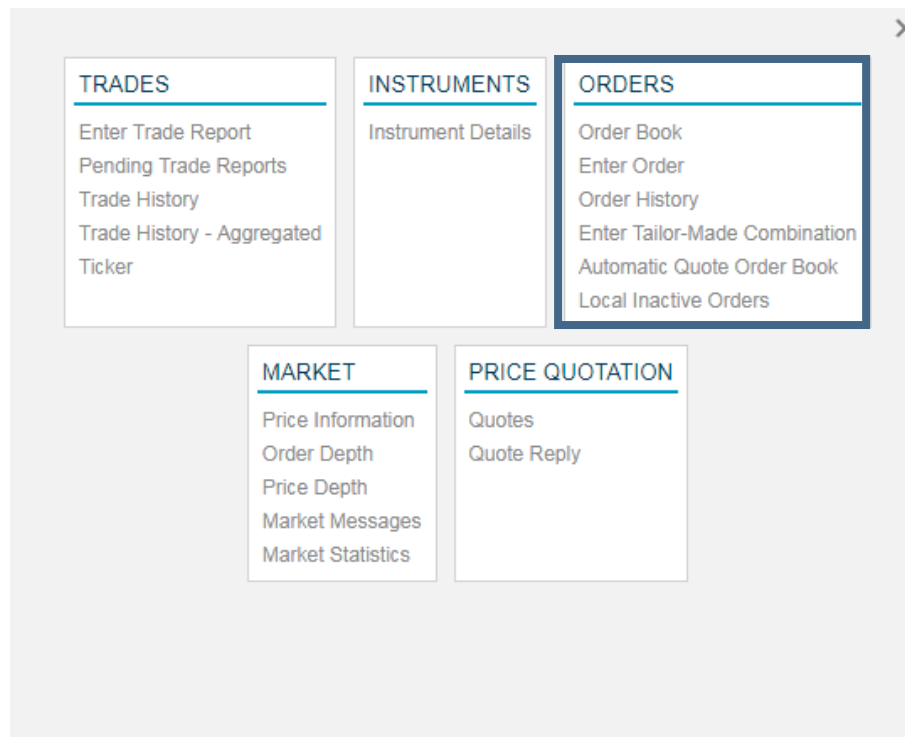 TRADES
Enter Trade Report
Pending Trade Reports
Trade History
Trade History - Aggregated
Ticker
INSTRUMENTS
Instrument Details
ORDERS
Order Book
Enter Order
Order History
Enter Tailor-Made Combination
Automatic Quote Order Book
Local Inactive Orders
MARKET
Price Information
Order Depth
Price Depth
Market Messages
Market Statistics
PRICE QUOTATION
Quotes
Quote Reply